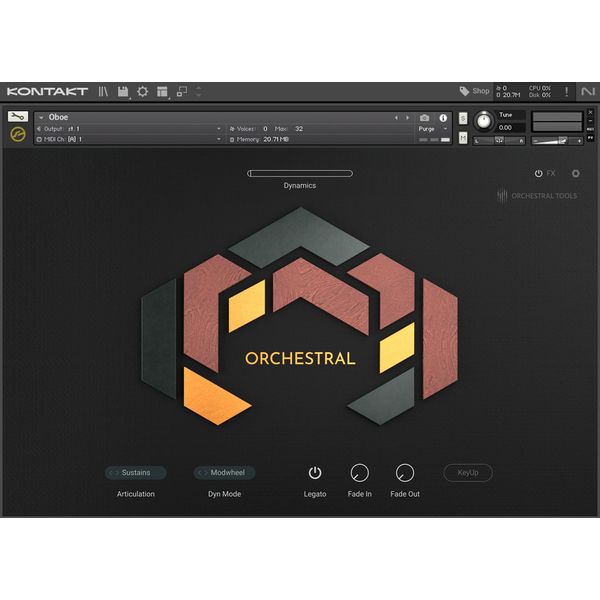 KONTAKT
Shop
0 CPU 0%
20.7M Disk 0%
Oboe
Output: st. 1
Voices: 0 Max: 32
Purge
MIDI Ch: [A] 1
Memory: 20.71 MB
S
M
Tune
0.00
L R
Dynamics
FX
ORCHESTRAL TOOLS
ORCHESTRAL
Sustains
Modwheel
KeyUp
Articulation
Dyn Mode
Legato
Fade In
Fade Out